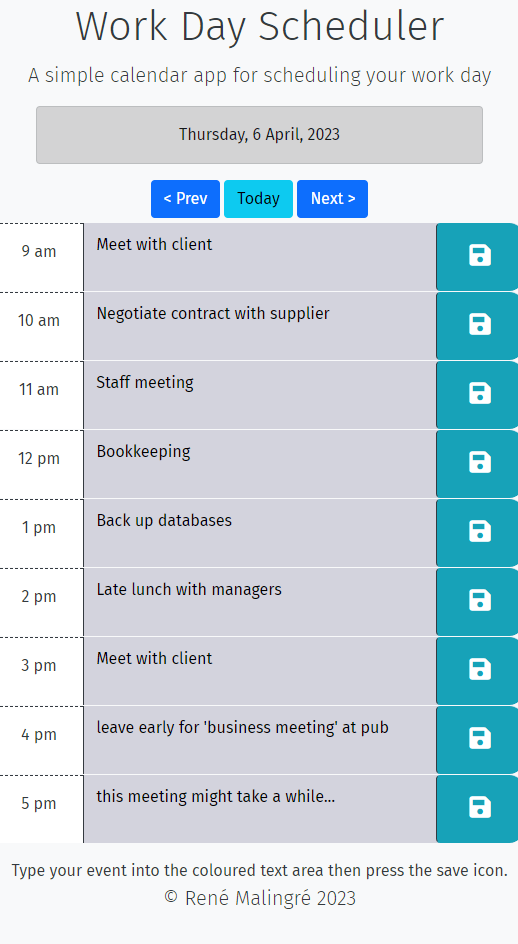 Work Day Scheduler
A simple calendar app for scheduling your work day
Thursday, 6 April, 2023
< Prev Today Next >
9 am Meet with client
10 am Negotiate contract with supplier
11 am Staff meeting
12 pm Bookkeeping
1 pm Back up databases
2 pm Late lunch with managers
3 pm Meet with client
4 pm leave early for 'business meeting' at pub
5 pm this meeting might take a while...
Type your event into the coloured text area then press the save icon.
© René Malingré 2023